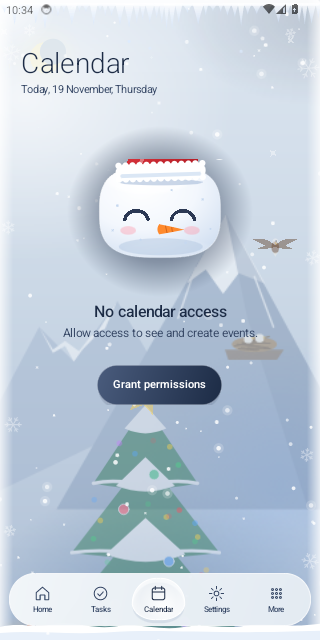 10:34
Calendar
Today, 19 November, Thursday
No calendar access
Allow access to see and create events.
Grant permissions
Home
Tasks
Calendar
Settings
More